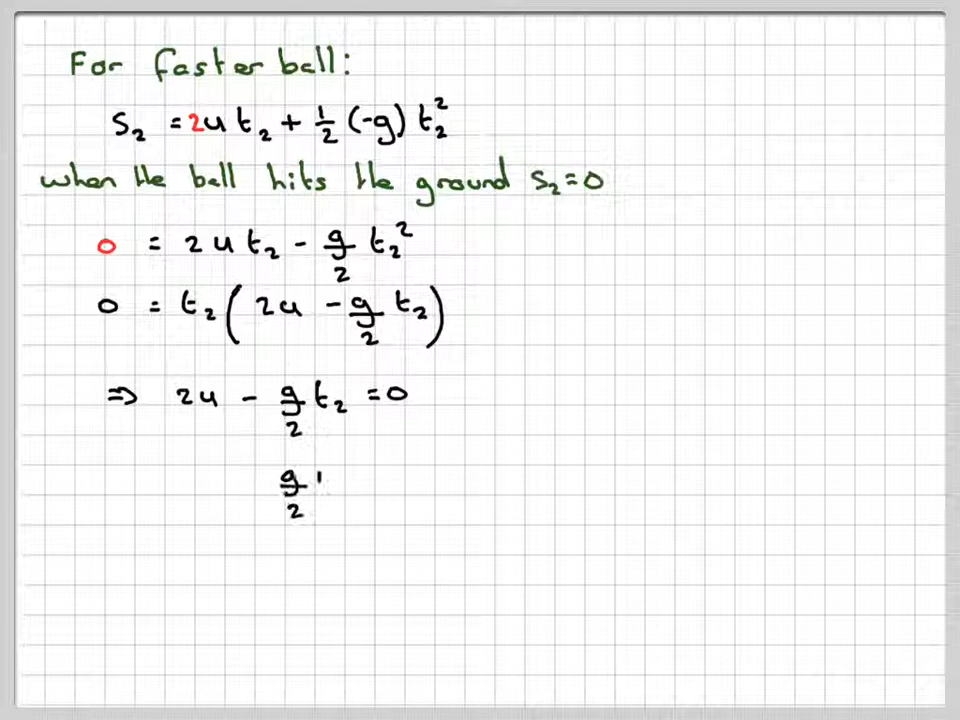 For faster ball:
s₂ = 2u t₂ + ½ (-g) t₂²
when the ball hits the ground s₂ = 0
0 = 2u t₂ - g/2 t₂²
0 = t₂ ( 2u - g/2 t₂ )
⇒ 2u - g/2 t₂ = 0
g/2